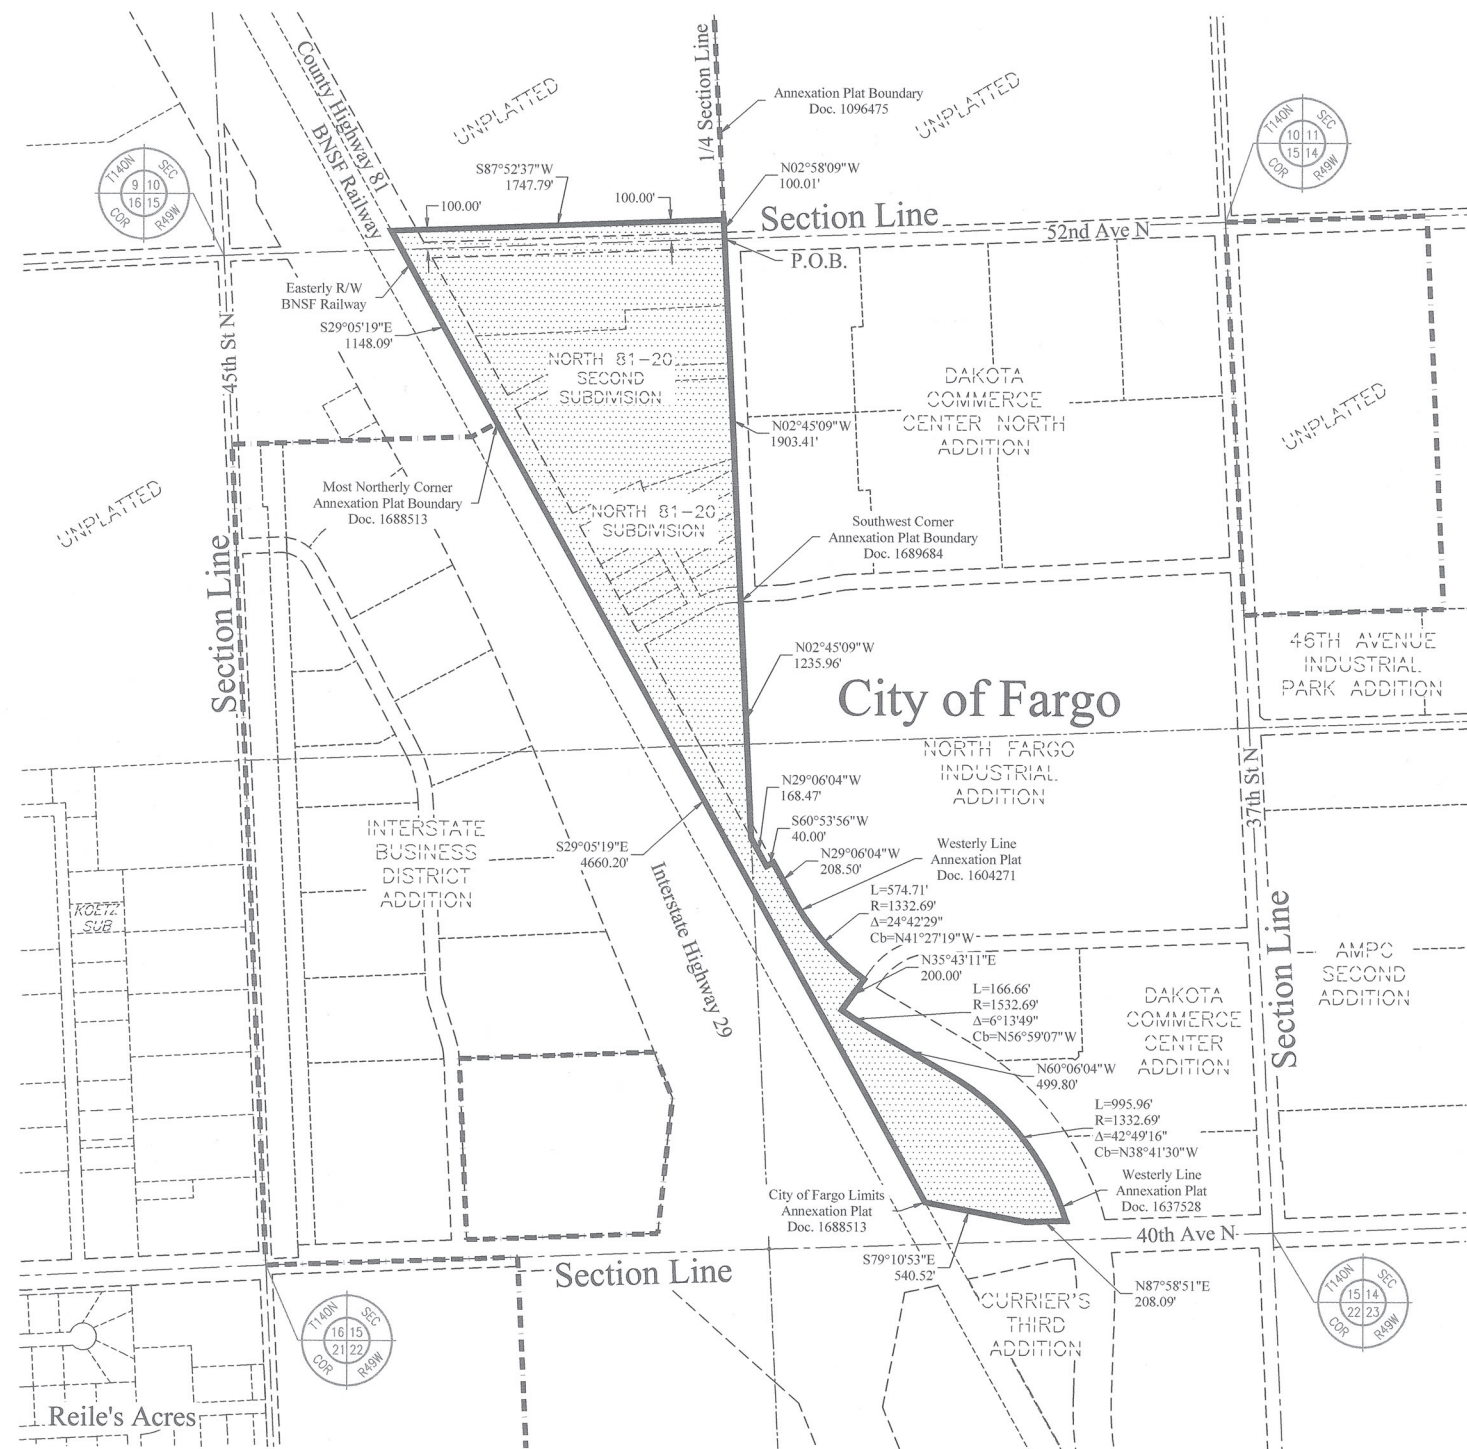 County Highway 81
BNSF Railway
UNPLATTED
1/4 Section Line
Annexation Plat Boundary
Doc. 1096475
UNPLATTED
T140N
SEC
10 11
15 14
COR
R49W
T140N
SEC
9 10
16 15
COR
R49W
S87°52'37"W
1747.79'
N02°58'09"W
100.01'
100.00'
100.00'
Section Line
52nd Ave N
P.O.B.
Easterly R/W
BNSF Railway
S29°05'19"E
1148.09'
45th St N
NORTH 81-20
SECOND
SUBDIVISION
DAKOTA
COMMERCE
CENTER NORTH
ADDITION
UNPLATTED
N02°45'09"W
1903.41'
UNPLATTED
Most Northerly Corner
Annexation Plat Boundary
Doc. 1688513
NORTH 81-20
SUBDIVISION
Southwest Corner
Annexation Plat Boundary
Doc. 1689684
Section Line
N02°45'09"W
1235.96'
46TH AVENUE
INDUSTRIAL
PARK ADDITION
City of Fargo
NORTH FARGO
INDUSTRIAL
ADDITION
37th St N
N29°06'04"W
168.47'
S60°53'56"W
40.00'
N29°06'04"W
208.50'
Westerly Line
Annexation Plat
Doc. 1604271
INTERSTATE
BUSINESS
DISTRICT
ADDITION
S29°05'19"E
4660.20'
Interstate Highway 29
L=574.71'
R=1332.69'
Δ=24°42'29"
Cb=N41°27'19"W
KOETZ
SUB
N35°43'11"E
200.00'
L=166.66'
R=1532.69'
Δ=6°13'49"
Cb=N56°59'07"W
DAKOTA
COMMERCE
CENTER
ADDITION
Section Line
AMPC
SECOND
ADDITION
N60°06'04"W
499.80'
L=995.96'
R=1332.69'
Δ=42°49'16"
Cb=N38°41'30"W
Westerly Line
Annexation Plat
Doc. 1637528
City of Fargo Limits
Annexation Plat
Doc. 1688513
40th Ave N
S79°10'53"E
540.52'
Section Line
N87°58'51"E
208.09'
CURRIER'S
THIRD
ADDITION
T140N
SEC
16 15
21 22
COR
R49W
T140N
SEC
15 14
22 23
COR
R49W
Reile's Acres